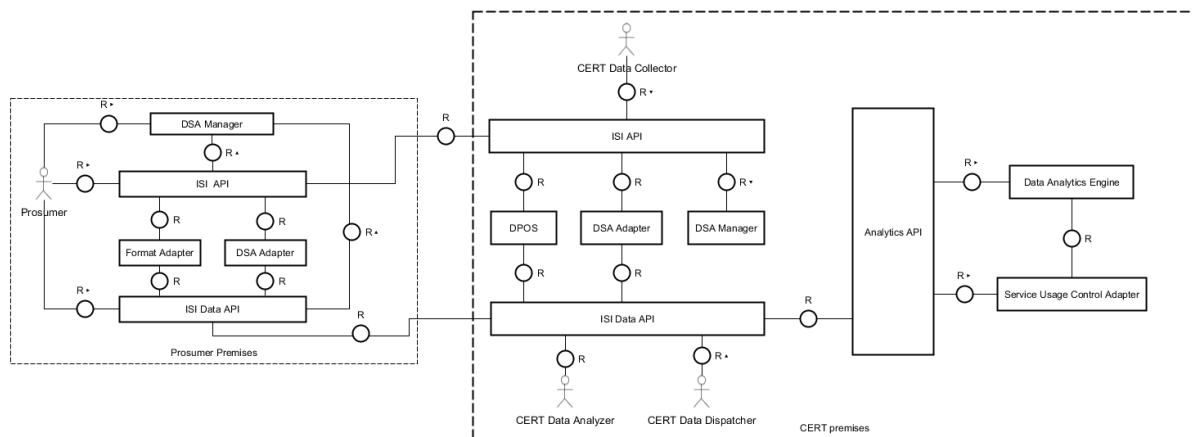 CERT Data Collector
R ▾
R ▸
DSA Manager
R
ISI API
R ▴
R ▸
ISI API
R ▸
Data Analytics Engine
Prosumer
R
R
R
R
R ▾
Format Adapter
DSA Adapter
R ▴
DPOS
DSA Adapter
DSA Manager
Analytics API
R
R
R
R
R
R ▸
ISI Data API
R ▸
Service Usage Control Adapter
R
ISI Data API
R
Prosumer Premises
R
R ▴
CERT Data Analyzer
CERT Data Dispatcher
CERT premises